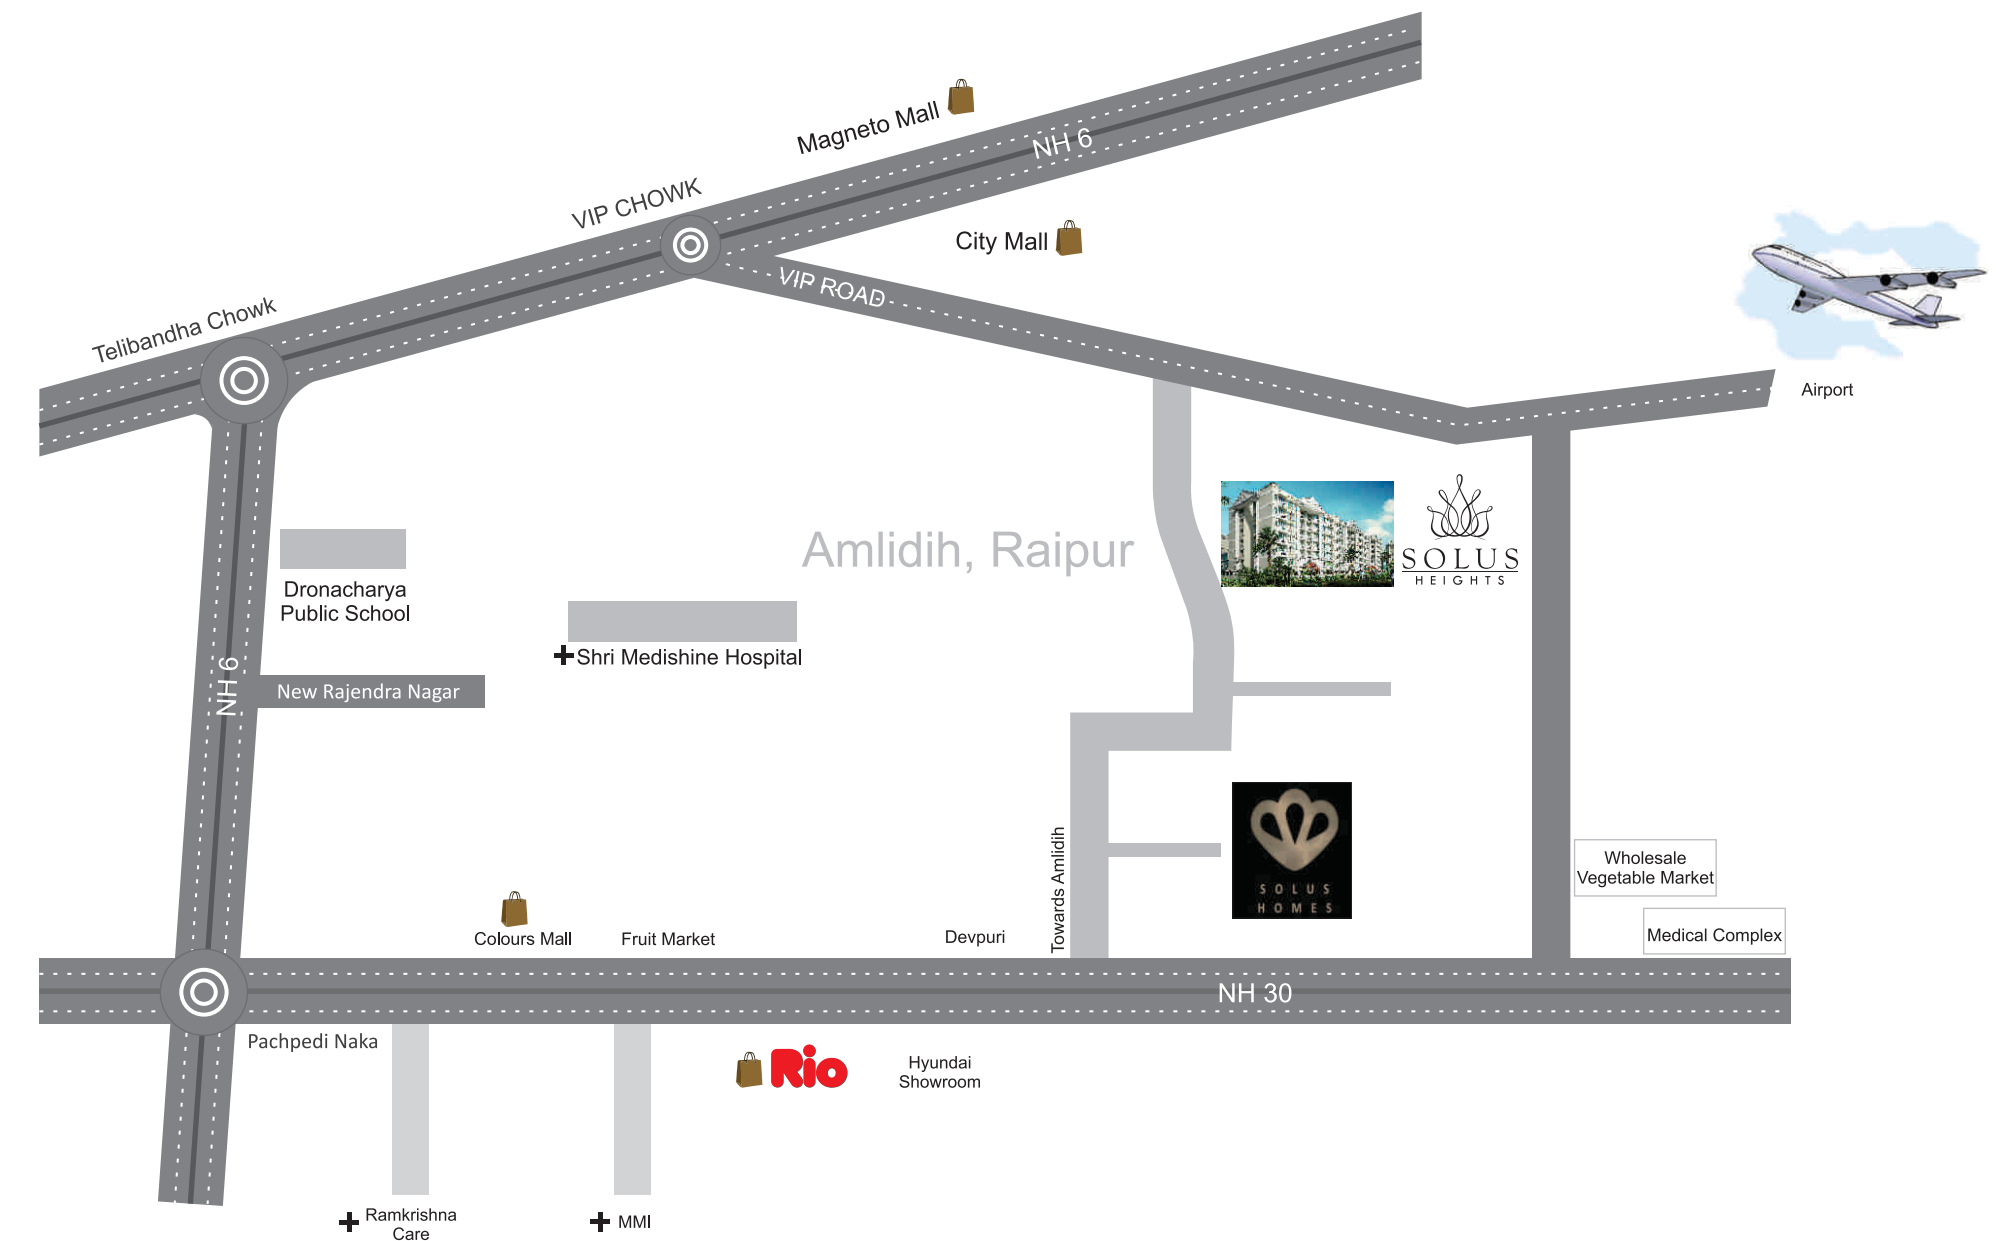 Magneto Mall
NH 6
VIP CHOWK
City Mall
VIP ROAD
Telibandha Chowk
Airport
SOLUS
HEIGHTS
Amlidih, Raipur
Dronacharya
Public School
Shri Medishine Hospital
NH 6
New Rajendra Nagar
Towards Amlidih
SOLUS
HOMES
Wholesale
Vegetable Market
Medical Complex
Colours Mall
Fruit Market
Devpuri
NH 30
Pachpedi Naka
Rio
Hyundai
Showroom
Ramkrishna
Care
MMI